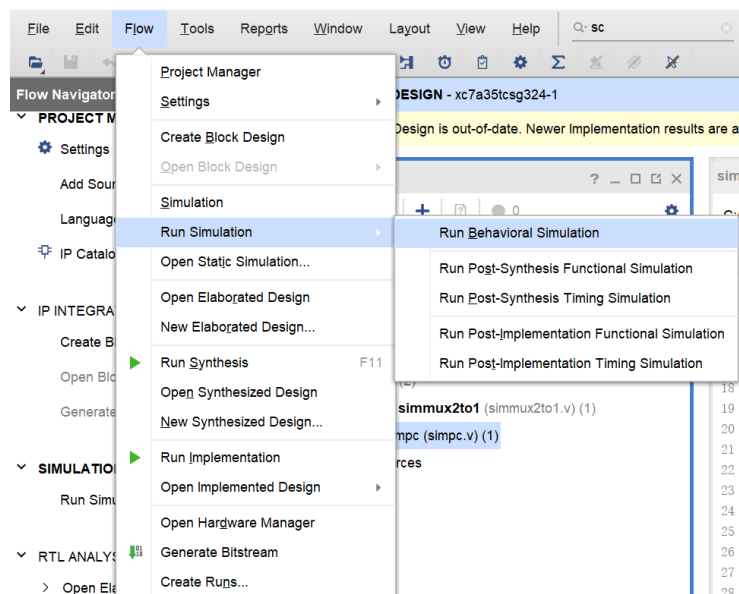 File Edit Flow Tools Reports Window Layout View Help sc
Flow Navigator
DESIGN - xc7a35tcsg324-1
Design is out-of-date. Newer Implementation results are a
PROJECT M
Settings
Add Sour
Languag
IP Catalo
IP INTEGRA
Create B
Open Blo
Generate
SIMULATIO
Run Simu
RTL ANALYS
Open Ela
Project Manager
Settings
Create Block Design
Open Block Design
Simulation
Run Simulation
Open Static Simulation...
Open Elaborated Design
New Elaborated Design...
Run Synthesis F11
Open Synthesized Design
New Synthesized Design...
Run Implementation
Open Implemented Design
Open Hardware Manager
Generate Bitstream
Create Runs...
? 
0
sim
Run Behavioral Simulation
Run Post-Synthesis Functional Simulation
Run Post-Synthesis Timing Simulation
Run Post-Implementation Functional Simulation
Run Post-Implementation Timing Simulation
(2)
simmux2to1 (simmux2to1.v) (1)
mpc (simpc.v) (1)
rces
18
19
20
21
22
23
24
25
26
27
28